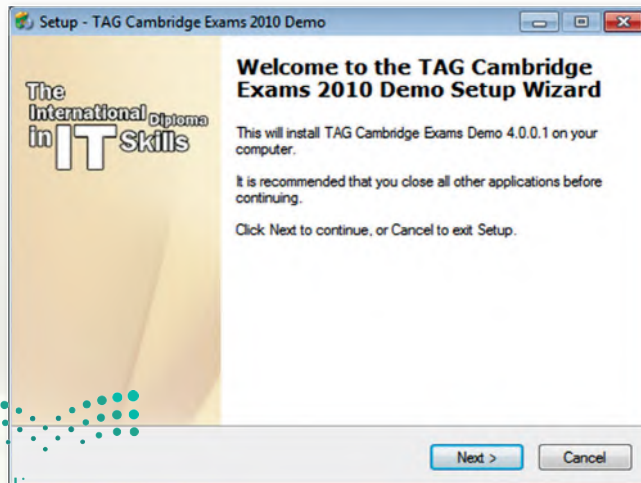 Setup - TAG Cambridge Exams 2010 Demo
The
International Diploma
in IT Skills
Welcome to the TAG Cambridge
Exams 2010 Demo Setup Wizard
This will install TAG Cambridge Exams Demo 4.0.0.1 on your
computer.
It is recommended that you close all other applications before
continuing.
Click Next to continue, or Cancel to exit Setup.
Next >
Cancel